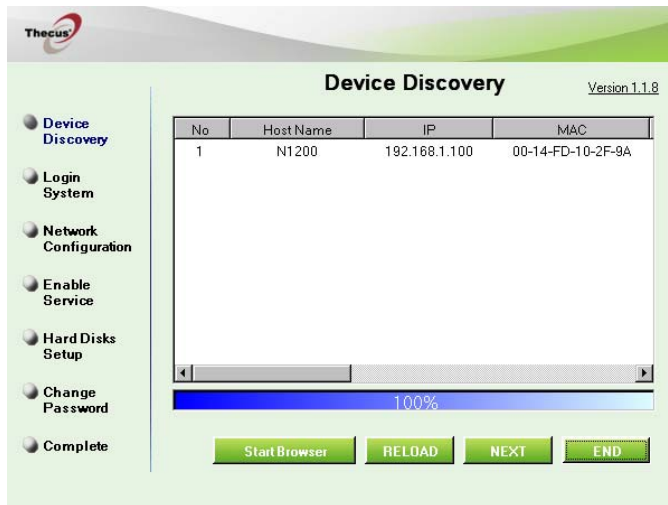 Thecus
Device Discovery
Version 1.1.8
Device
Discovery
Login
System
Network
Configuration
Enable
Service
Hard Disks
Setup
Change
Password
Complete
No Host Name IP MAC
1 N1200 192.168.1.100 00-14-FD-10-2F-9A
100%
Start Browser RELOAD NEXT END